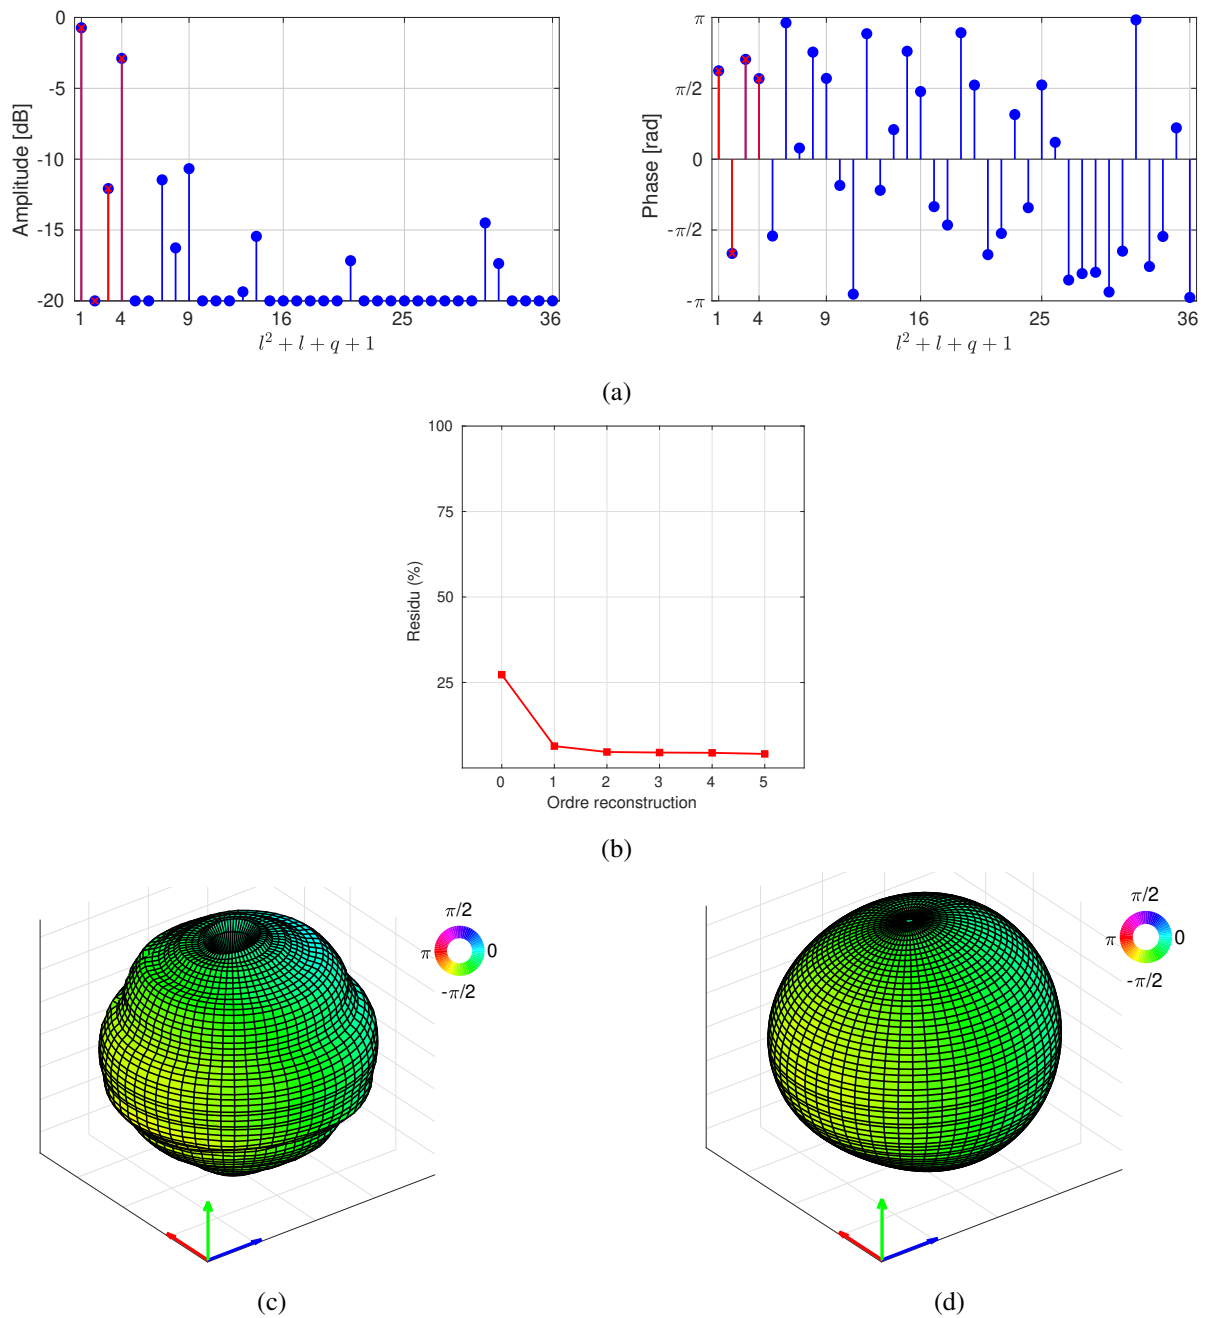 0
-5
-10
-15
-20
Amplitude [dB]
1 4 9 16 25 36
l² + l + q + 1
π
π/2
0
-π/2
-π
Phase [rad]
1 4 9 16 25 36
l² + l + q + 1
(a)
100
75
50
25
Residu (%)
0 1 2 3 4 5
Ordre reconstruction
(b)
π/2
π 0
-π/2
π/2
π 0
-π/2
(c)
(d)